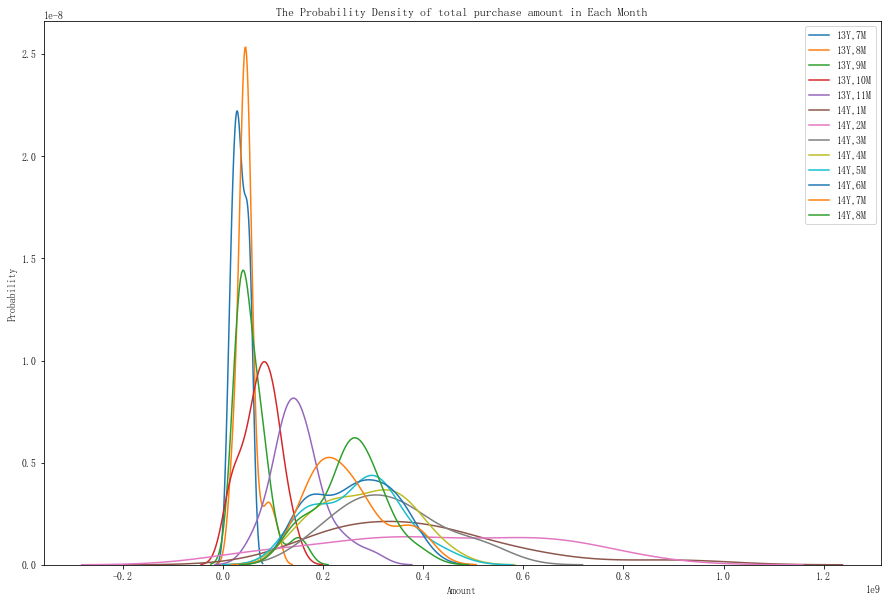 The Probability Density of total purchase amount in Each Month
1e-8
2.5
2.0
1.5
1.0
0.5
0.0
Probability
-0.2
0.0
0.2
0.4
0.6
0.8
1.0
1.2
1e9
Amount
13Y,7M
13Y,8M
13Y,9M
13Y,10M
13Y,11M
14Y,1M
14Y,2M
14Y,3M
14Y,4M
14Y,5M
14Y,6M
14Y,7M
14Y,8M